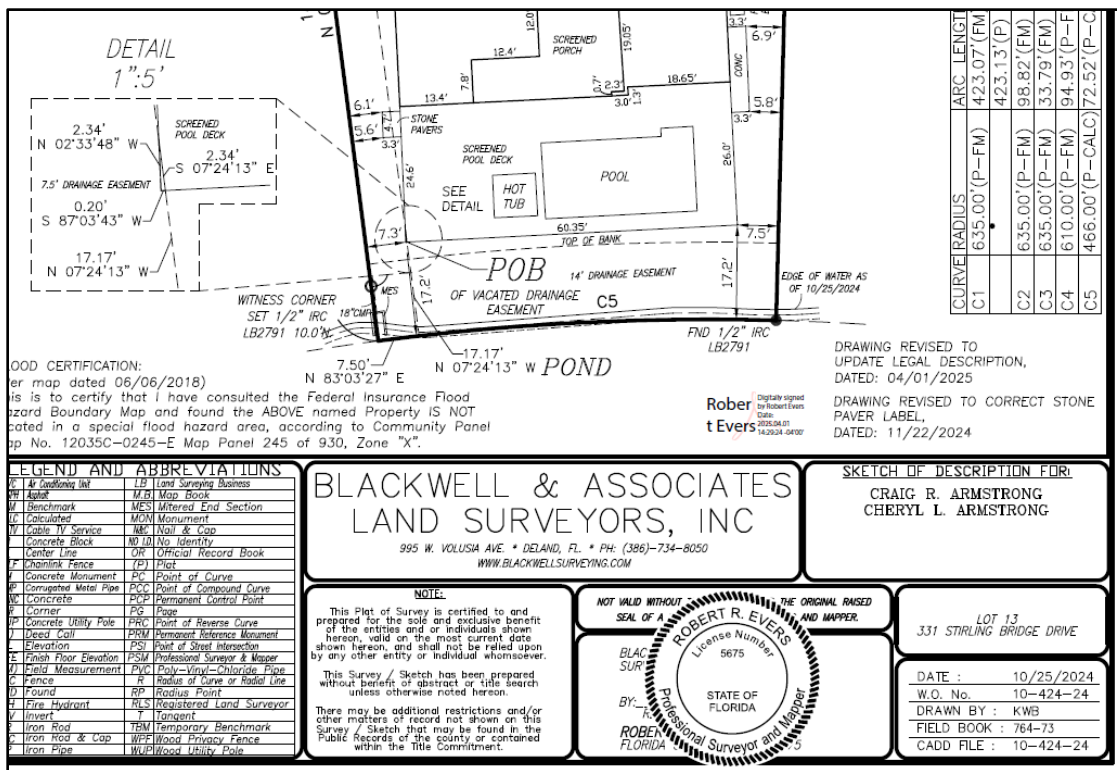 DETAIL
1":5'
2.34'
N 02°33'48" W
SCREENED
POOL DECK
2.34'
S 07°24'13" E
7.5' DRAINAGE EASEMENT
0.20'
S 87°03'43" W
17.17'
N 07°24'13" W
12.0'
SCREENED
PORCH
19.05'
12.4'
7.8'
3.3'
6.9'
CONC
18.65'
0.7'
2.3'
3.0'
1.3'
13.4'
6.1'
5.6'
4.7'
3.3'
STONE
PAVERS
5.8'
3.3'
SCREENED
POOL DECK
24.6'
26.0'
SEE
DETAIL
HOT
TUB
POOL
7.3'
60.35'
7.5'
TOP OF BANK
POB
OF VACATED DRAINAGE
EASEMENT
14' DRAINAGE EASEMENT
C5
17.2'
17.2'
EDGE OF WATER AS
OF 10/25/2024
MES
18"CMP
WITNESS CORNER
SET 1/2" IRC
LB2791 10.0'N.
7.50'
N 83°03'27" E
17.17'
N 07°24'13" W
POND
FND 1/2" IRC
LB2791
CURVE RADIUS ARC LENGTH
C1 635.00'(P-FM) 423.07'(FM)
423.13'(P)
C2 635.00'(P-FM) 98.82'(FM)
C3 635.00'(P-FM) 33.79'(FM)
C4 610.00'(P-FM) 94.93'(P-F
C5 466.00'(P-CALC) 72.52'(P-C
DRAWING REVISED TO
UPDATE LEGAL DESCRIPTION,
DATED: 04/01/2025
DRAWING REVISED TO CORRECT STONE
PAVER LABEL,
DATED: 11/22/2024
Rober
t Evers
Digitally signed
by Robert Evers
Date:
2025.04.01
14:29:24 -04'00'
LOOD CERTIFICATION:
er map dated 06/06/2018)
is is to certify that I have consulted the Federal Insurance Flood
zard Boundary Map and found the ABOVE named Property IS NOT
cated in a special flood hazard area, according to Community Panel
ap No. 12035C-0245-E Map Panel 245 of 930, Zone "X".
LEGEND AND ABBREVIATIONS
Air Conditioning Unit LB Land Surveying Business
Asphalt M.B. Map Book
Benchmark MES Mitered End Section
Calculated MON Monument
Cable TV Service N&C Nail & Cap
Concrete Block NO I.D. No Identity
Center Line OR Official Record Book
Chainlink Fence (P) Plat
Concrete Monument PC Point of Curve
Corrugated Metal Pipe PCC Point of Compound Curve
Concrete PCP Permanent Control Point
Corner PG Page
Concrete Utility Pole PRC Point of Reverse Curve
Deed Call PRM Permanent Reference Monument
Elevation PSI Point of Street Intersection
Finish Floor Elevation PSM Professional Surveyor & Mapper
Field Measurement PVC Poly-Vinyl-Chloride Pipe
Fence R Radius of Curve or Radial Line
Found RP Radius Point
Fire Hydrant RLS Registered Land Surveyor
Invert T Tangent
Iron Rod TBM Temporary Benchmark
Iron Rod & Cap WPF Wood Privacy Fence
Iron Pipe WUP Wood Utility Pole
BLACKWELL & ASSOCIATES
LAND SURVEYORS, INC
995 W. VOLUSIA AVE. * DELAND, FL. * PH: (386)-734-8050
WWW.BLACKWELLSURVEYING.COM
SKETCH OF DESCRIPTION FOR:
CRAIG R. ARMSTRONG
CHERYL L. ARMSTRONG
NOTE:
This Plat of Survey is certified to and
prepared for the sole and exclusive benefit
of the entities and or individuals shown
hereon, valid on the most current date
shown hereon, and shall not be relied upon
by any other entity or individual whomsoever.
This Survey / Sketch has been prepared
without benefit of abstract or title search
unless otherwise noted hereon.
There may be additional restrictions and/or
other matters of record not shown on this
Survey / Sketch that may be found in the
Public Records of the county or contained
within the Title Commitment.
NOT VALID WITHOUT THE ORIGINAL RAISED
SEAL OF A AND MAPPER.
BLAC
SUR
BY:
ROBER
FLORIDA
ROBERT R. EVERS
License Number
5675
STATE OF
FLORIDA
Professional Surveyor and Mapper
LOT 13
331 STIRLING BRIDGE DRIVE
DATE : 10/25/2024
W.O. No. 10-424-24
DRAWN BY : KWB
FIELD BOOK : 764-73
CADD FILE : 10-424-24